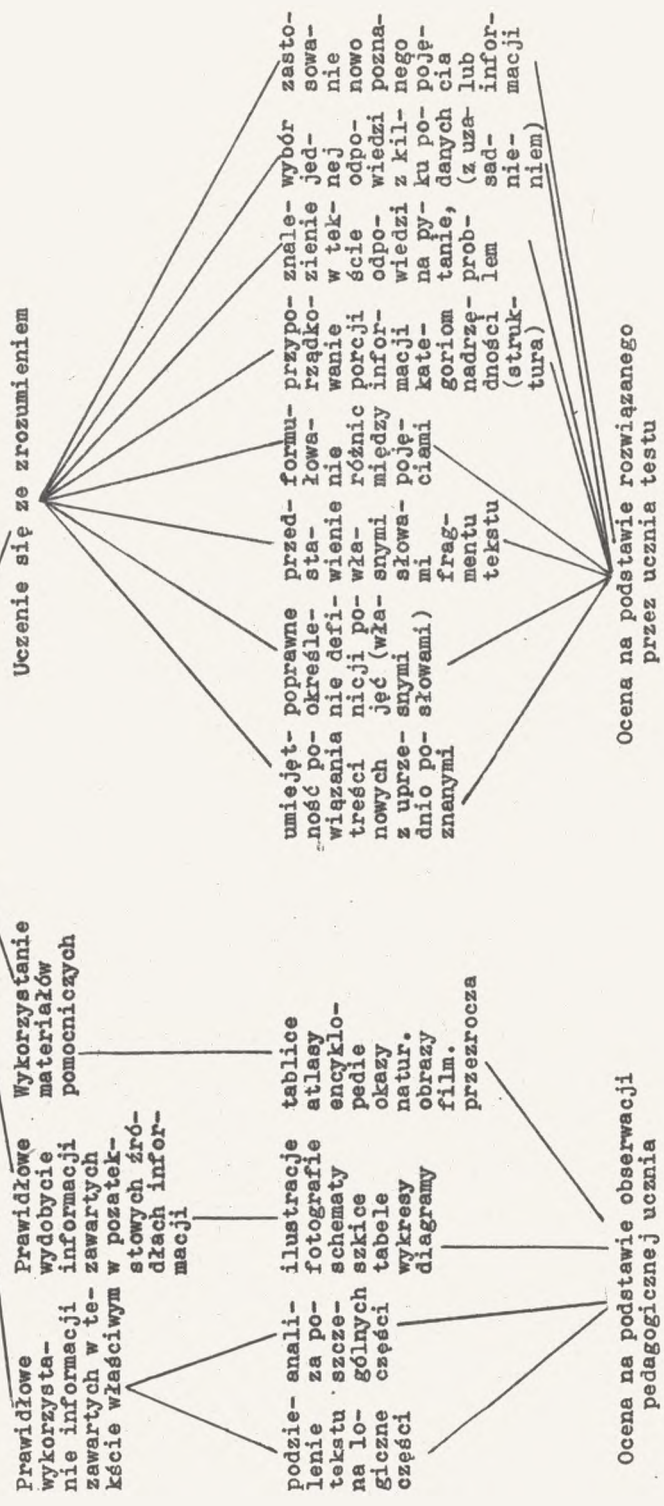 Prawidłowe
wykorzysta-
nie informacji
zawartych w te-
kście właściwym
Prawidłowe
wydobycie
informacji
zawartych
w pozatek-
stowych źró-
dłach infor-
macji
Wykorzystanie
materiałów
pomocniczych
Uczenie się ze zrozumieniem
podzie-
lenie
tekstu
na lo-
giczne
części
anali-
za po-
szcze-
gólnych
części
ilustracje
fotografie
schematy
szkice
tabele
wykresy
diagramy
tablice
atlasy
encyklo-
pedie
okazy
natur.
obrazy
film.
przezrocza
umiejęt-
ność po-
wiązania
treści
nowych
z uprze-
dnio po-
znanymi
poprawne
określe-
nie defi-
nicji po-
jęć (wła-
snymi
słowami)
przed-
sta-
wienie
wła-
snymi
słowa-
mi
frag-
mentu
tekstu
formu-
łowa-
nie
różnic
między
poję-
ciami
przypo-
rządko-
wanie
porcji
infor-
macji
kate-
goriom
nadrzę-
dności
(struk-
tura)
znale-
zienie
w tek-
ście
odpo-
wiedzi
na py-
tanie,
prob-
lem
wybór
jed-
nej
odpo-
wiedzi
z kil-
ku po-
danych
(z uza-
sad-
nie-
niem)
zasto-
sowa-
nie
nowo
pozna-
nego
poję-
cia
lub
infor-
macji
Ocena na podstawie obserwacji
pedagogicznej ucznia
Ocena na podstawie rozwiązanego
przez ucznia testu